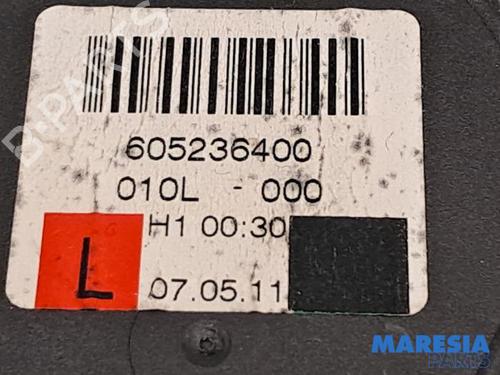 B-PARTS
605236400
010L - 000
H1 00:30
L
07.05.11
MARESIA
PARTS